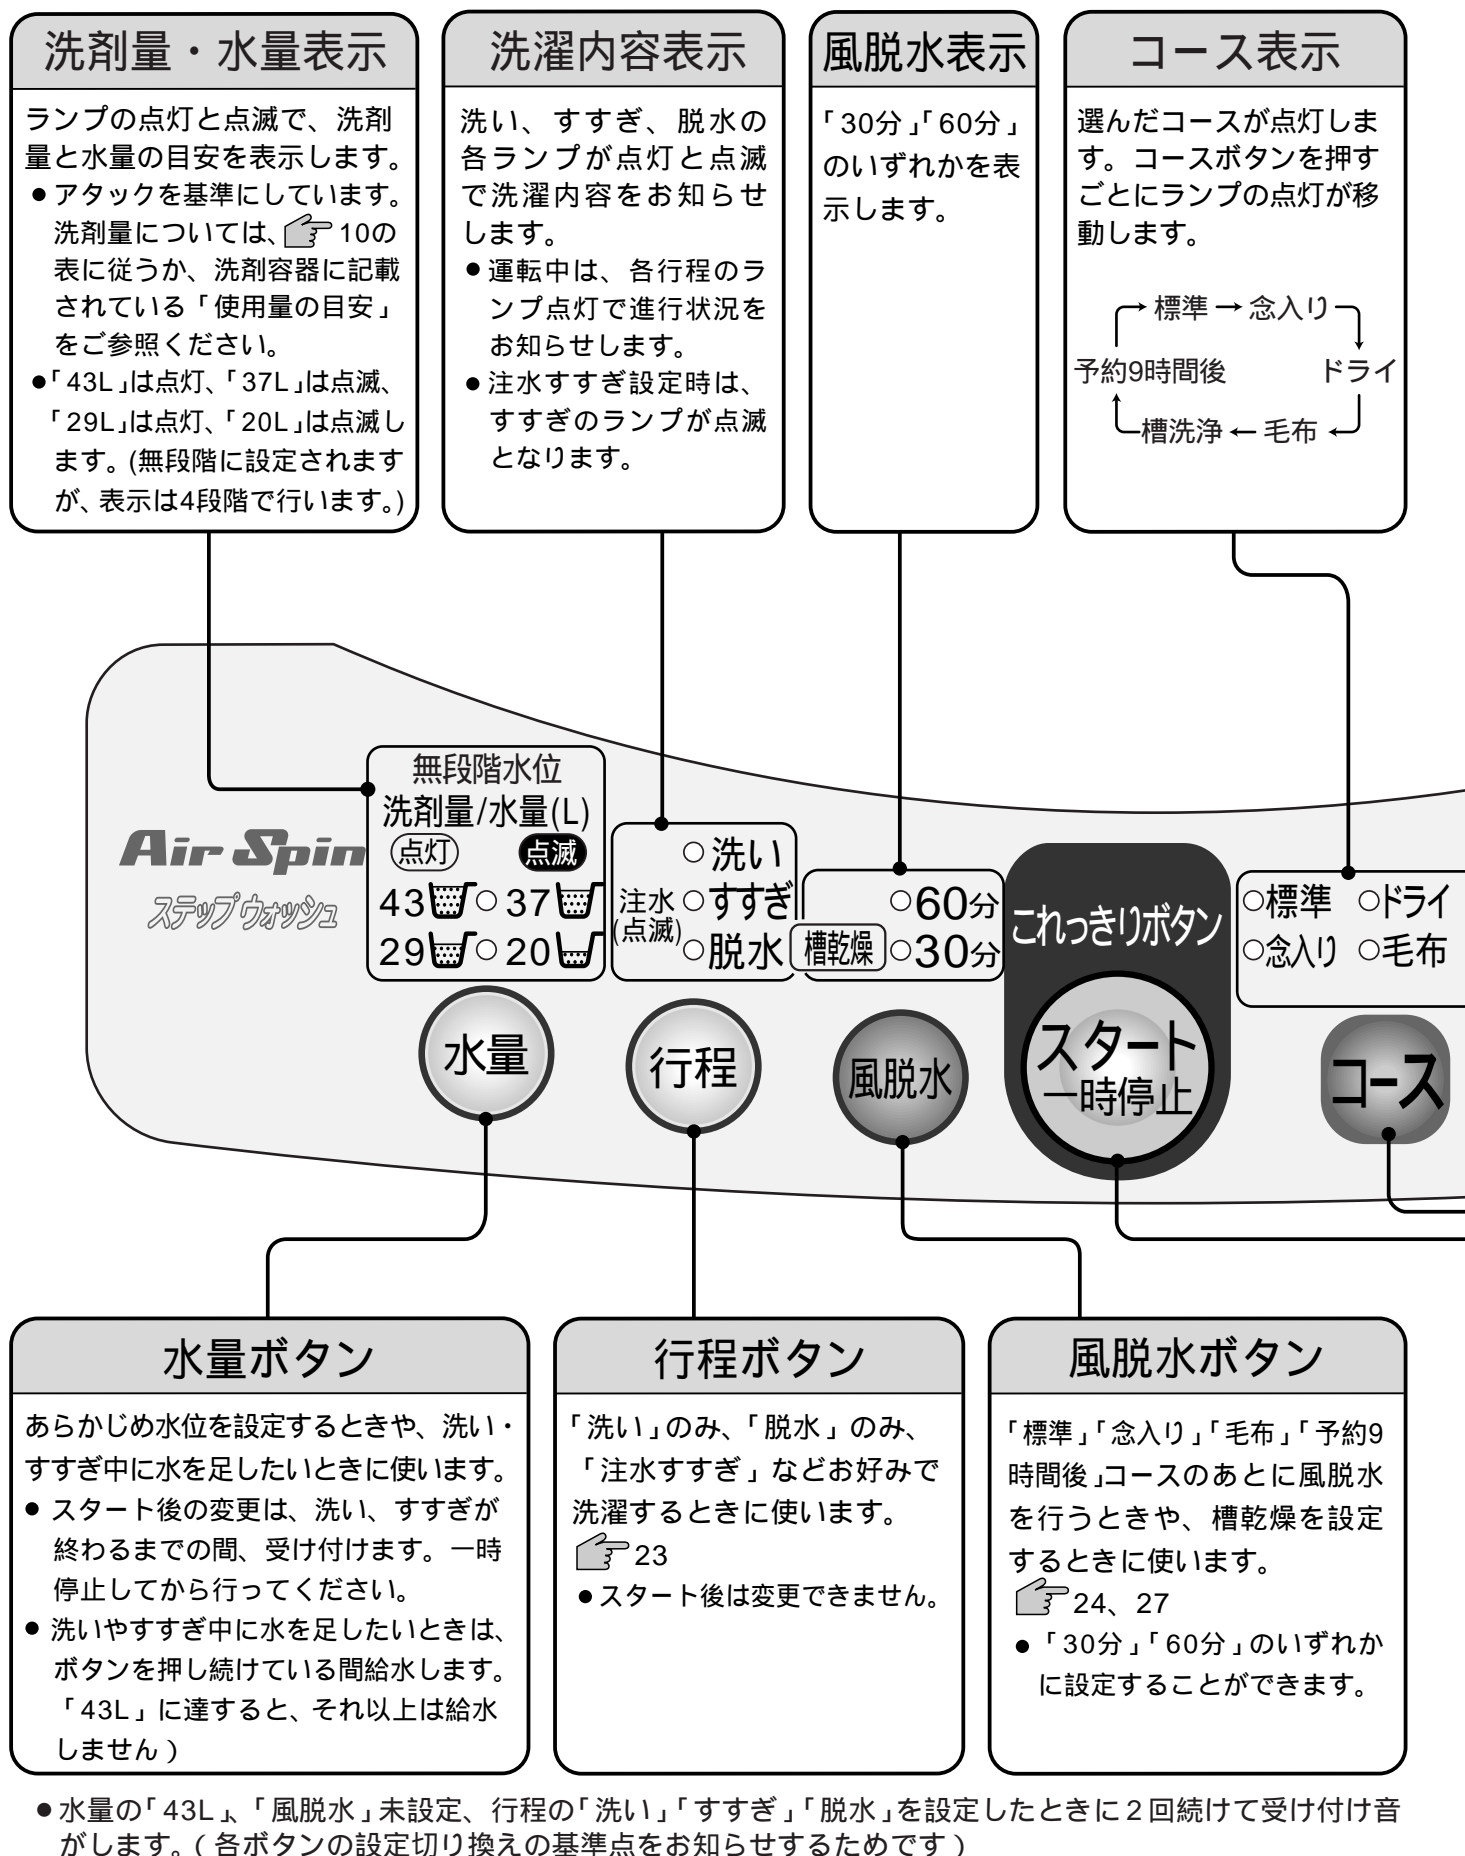 洗剤量・水量表示
ランプの点灯と点滅で、洗剤
量と水量の目安を表示します。
●アタックを基準にしています。
洗剤量については、10の
表に従うか、洗剤容器に記載
されている「使用量の目安」
をご参照ください。
●「43L」は点灯、「37L」は点滅、
「29L」は点灯、「20L」は点滅し
ます。(無段階に設定されます
が、表示は4段階で行います。)
洗濯内容表示
洗い、すすぎ、脱水の
各ランプが点灯と点滅
で洗濯内容をお知らせ
します。
●運転中は、各行程のラ
ンプ点灯で進行状況を
お知らせします。
●注水すすぎ設定時は、
すすぎのランプが点滅
となります。
風脱水表示
「30分」「60分」
のいずれかを表
示します。
コース表示
選んだコースが点灯しま
す。コースボタンを押す
ごとにランプの点灯が移
動します。
標準→念入り
予約9時間後 ドライ
槽洗浄←毛布
Air Spin
ステップウォッシュ
無段階水位
洗剤量/水量(L)
点灯 点滅
43 ○37
29 ○20
○洗い
注水 ○すすぎ
(点滅)
○脱水
○60分
槽乾燥 ○30分
これっきりボタン
○標準 ○ドライ
○念入り ○毛布
水量
行程
風脱水
スタート
一時停止
コース
水量ボタン
あらかじめ水位を設定するときや、洗い・
すすぎ中に水を足したいときに使います。
●スタート後の変更は、洗い、すすぎが
終わるまでの間、受け付けます。一時
停止してから行ってください。
●洗いやすすぎ中に水を足したいときは、
ボタンを押し続けている間給水します。
「43L」に達すると、それ以上は給水
しません)
行程ボタン
「洗い」のみ、「脱水」のみ、
「注水すすぎ」などお好みで
洗濯するときに使います。
23
●スタート後は変更できません。
風脱水ボタン
「標準」「念入り」「毛布」「予約9
時間後」コースのあとに風脱水
を行うときや、槽乾燥を設定
するときに使います。
24、27
●「30分」「60分」のいずれか
に設定することができます。
●水量の「43L」、「風脱水」未設定、行程の「洗い」「すすぎ」「脱水」を設定したときに2回続けて受け付け音
がします。(各ボタンの設定切り換えの基準点をお知らせするためです)